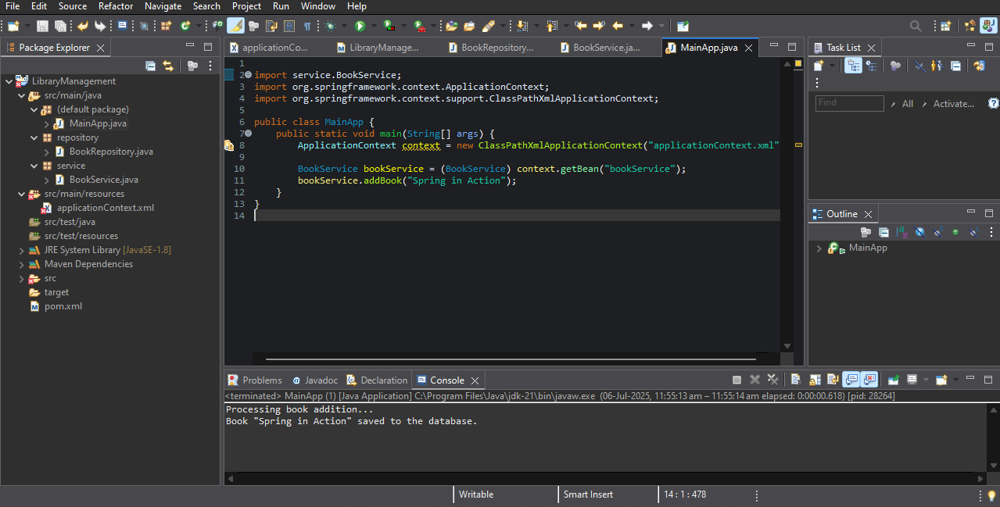 File Edit Source Refactor Navigate Search Project Run Window Help
Package Explorer
LibraryManagement
src/main/java
(default package)
MainApp.java
repository
BookRepository.java
service
BookService.java
src/main/resources
applicationContext.xml
src/test/java
src/test/resources
JRE System Library [JavaSE-1.8]
Maven Dependencies
src
target
pom.xml
applicationCo... LibraryManage... BookRepository... BookService.ja... MainApp.java
1
2 import service.BookService;
3 import org.springframework.context.ApplicationContext;
4 import org.springframework.context.support.ClassPathXmlApplicationContext;
5
6 public class MainApp {
7 public static void main(String[] args) {
8 ApplicationContext context = new ClassPathXmlApplicationContext("applicationContext.xml"
9
10 BookService bookService = (BookService) context.getBean("bookService");
11 bookService.addBook("Spring in Action");
12 }
13 }
14
Task List
Find All Activate...
Outline
MainApp
Problems Javadoc Declaration Console
<terminated> MainApp (1) [Java Application] C:\Program Files\Java\jdk-21\bin\javaw.exe (06-Jul-2025, 11:55:13 am – 11:55:14 am elapsed: 0:00:00.618) [pid: 28264]
Processing book addition...
Book "Spring in Action" saved to the database.
Writable Smart Insert 14 : 1 : 478